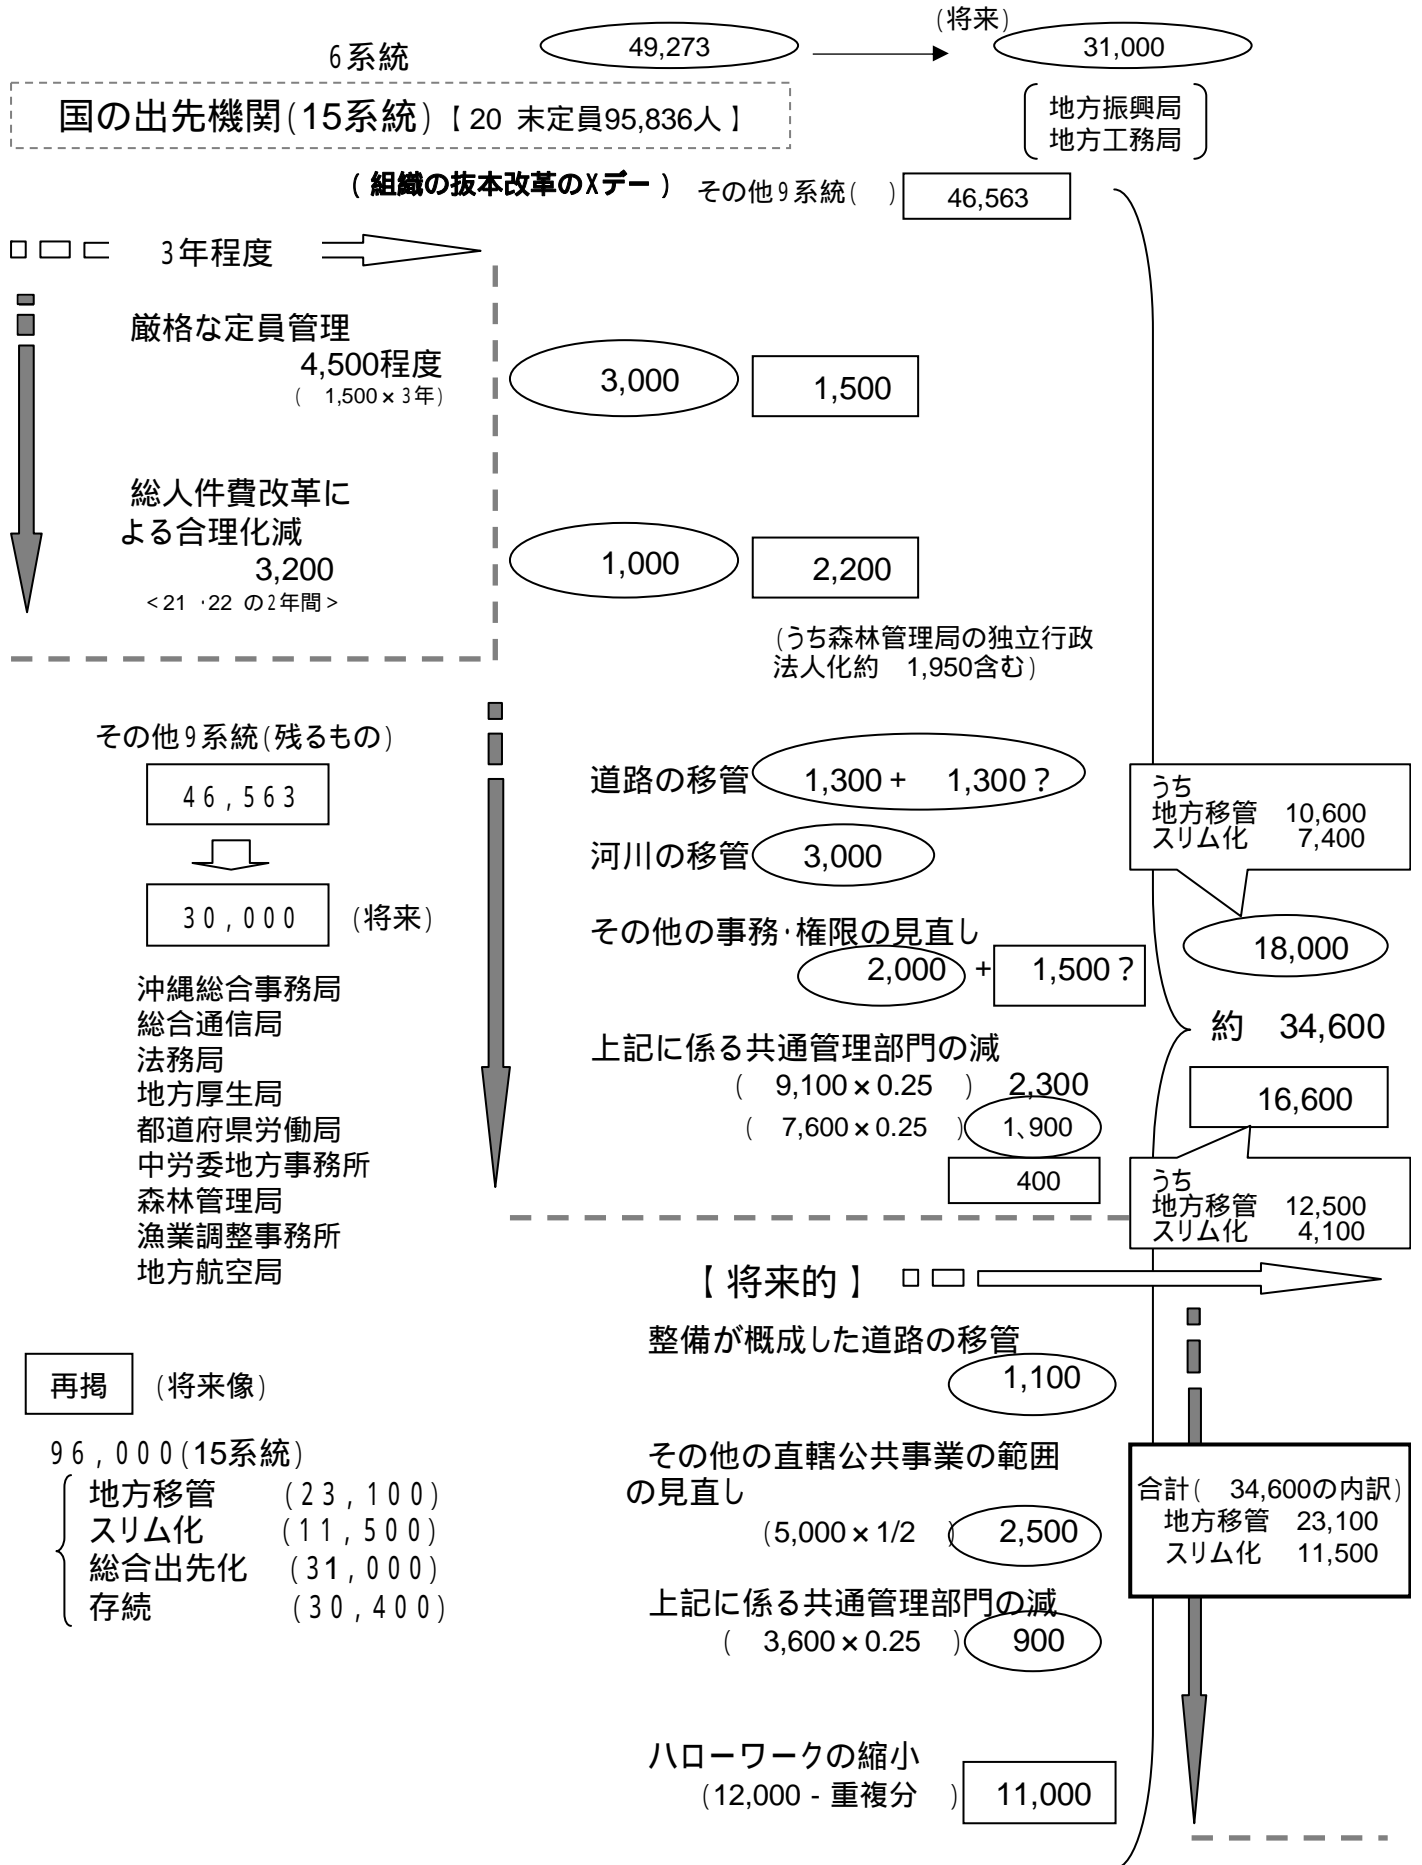 (将来)
6系統 49,273 31,000
国の出先機関(15系統)【20 末定員95,836人】
地方振興局
地方工務局
(組織の抜本改革のXデー) その他9系統( ) 46,563
3年程度
厳格な定員管理
4,500程度
( 1,500×3年)
3,000 1,500
総人件費改革に
よる合理化減
3,200
<21 ・22 の2年間>
1,000 2,200
(うち森林管理局の独立行政
法人化約 1,950含む)
その他9系統(残るもの)
46,563
30,000 (将来)
沖縄総合事務局
総合通信局
法務局
地方厚生局
都道府県労働局
中労委地方事務所
森林管理局
漁業調整事務所
地方航空局
道路の移管 1,300+ 1,300?
河川の移管 3,000
その他の事務・権限の見直し
2,000 + 1,500?
上記に係る共通管理部門の減
( 9,100×0.25 ) 2,300
( 7,600×0.25 ) 1、900
400
うち
地方移管 10,600
スリム化 7,400
18,000
約 34,600
16,600
うち
地方移管 12,500
スリム化 4,100
【将来的】
整備が概成した道路の移管
1,100
その他の直轄公共事業の範囲
の見直し
(5,000×1/2 ) 2,500
上記に係る共通管理部門の減
( 3,600×0.25 ) 900
ハローワークの縮小
(12,000 - 重複分 ) 11,000
合計( 34,600の内訳)
地方移管 23,100
スリム化 11,500
再掲 (将来像)
96,000(15系統)
地方移管 (23,100)
スリム化 (11,500)
総合出先化 (31,000)
存続 (30,400)